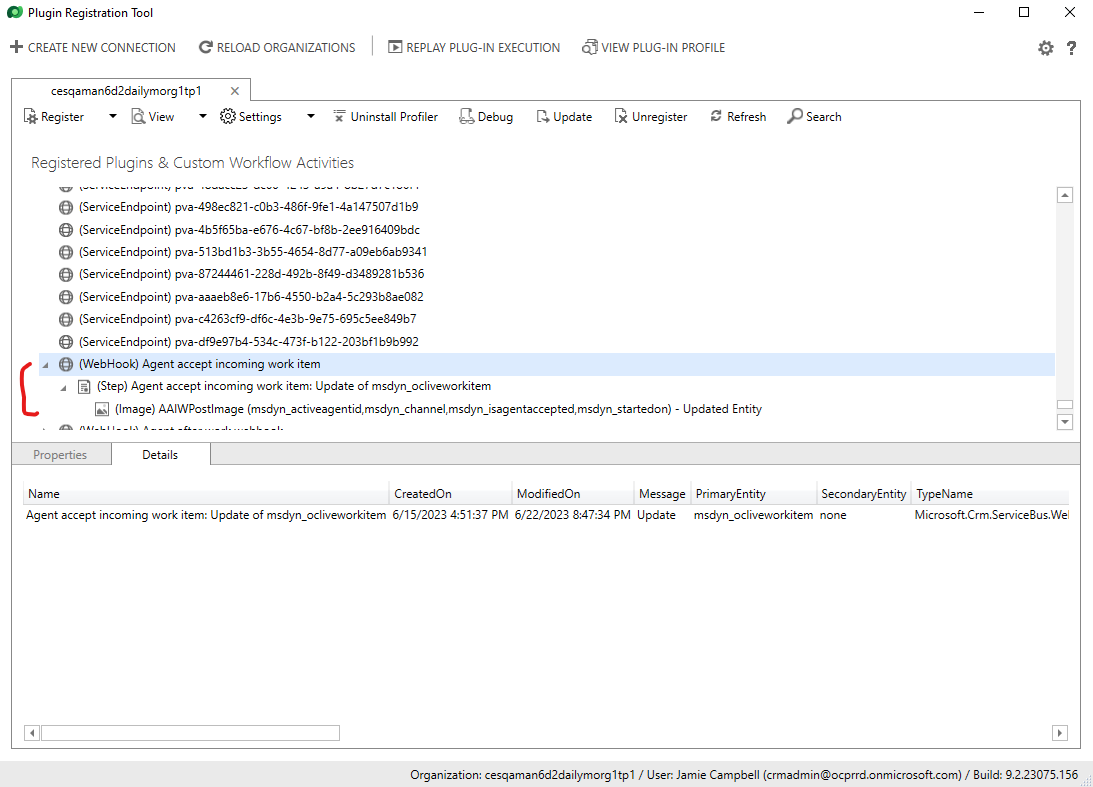 Plugin Registration Tool
CREATE NEW CONNECTION RELOAD ORGANIZATIONS REPLAY PLUG-IN EXECUTION VIEW PLUG-IN PROFILE ?
cesqaman6d2dailymorg1tp1
Register View Settings Uninstall Profiler Debug Update Unregister Refresh Search
Registered Plugins & Custom Workflow Activities
(ServiceEndpoint) pva-498ec821-c0b3-486f-9fe1-4a147507d1b9
(ServiceEndpoint) pva-4b5f65ba-e676-4c67-bf8b-2ee916409bdc
(ServiceEndpoint) pva-513bd1b3-3b55-4654-8d77-a09eb6ab9341
(ServiceEndpoint) pva-87244461-228d-492b-8f49-d3489281b536
(ServiceEndpoint) pva-aaaeb8e6-17b6-4550-b2a4-5c293b8ae082
(ServiceEndpoint) pva-c4263cf9-df6c-4e3b-9e75-695c5ee849b7
(ServiceEndpoint) pva-df9e97b4-534c-473f-b122-203bf1b9b992
(WebHook) Agent accept incoming work item
(Step) Agent accept incoming work item: Update of msdyn_ocliveworkitem
(Image) AAIWPostImage (msdyn_activeagentid,msdyn_channel,msdyn_isagentaccepted,msdyn_startedon) - Updated Entity
(WebHook) Agent after work webhook
Properties Details
Name CreatedOn ModifiedOn Message PrimaryEntity SecondaryEntity TypeName
Agent accept incoming work item: Update of msdyn_ocliveworkitem 6/15/2023 4:51:37 PM 6/22/2023 8:47:34 PM Update msdyn_ocliveworkitem none Microsoft.Crm.ServiceBus.Wel
Organization: cesqaman6d2dailymorg1tp1 / User: Jamie Campbell (crmadmin@ocprrd.onmicrosoft.com) / Build: 9.2.23075.156